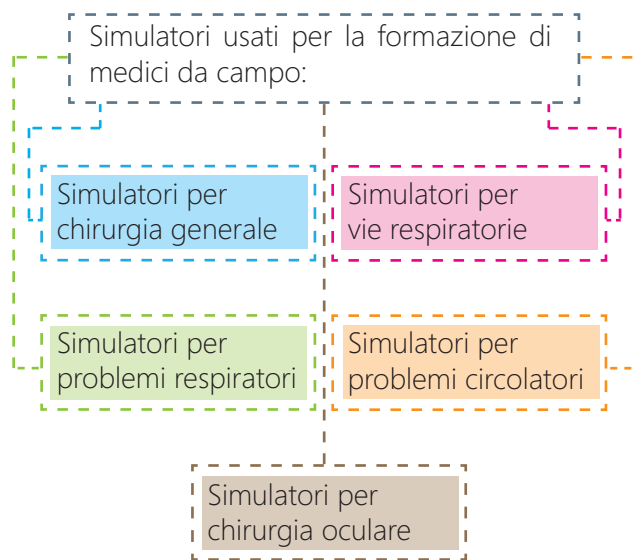 Simulatori usati per la formazione di
medici da campo:
Simulatori per
chirurgia generale
Simulatori per
vie respiratorie
Simulatori per
problemi respiratori
Simulatori per
problemi circolatori
Simulatori per
chirurgia oculare